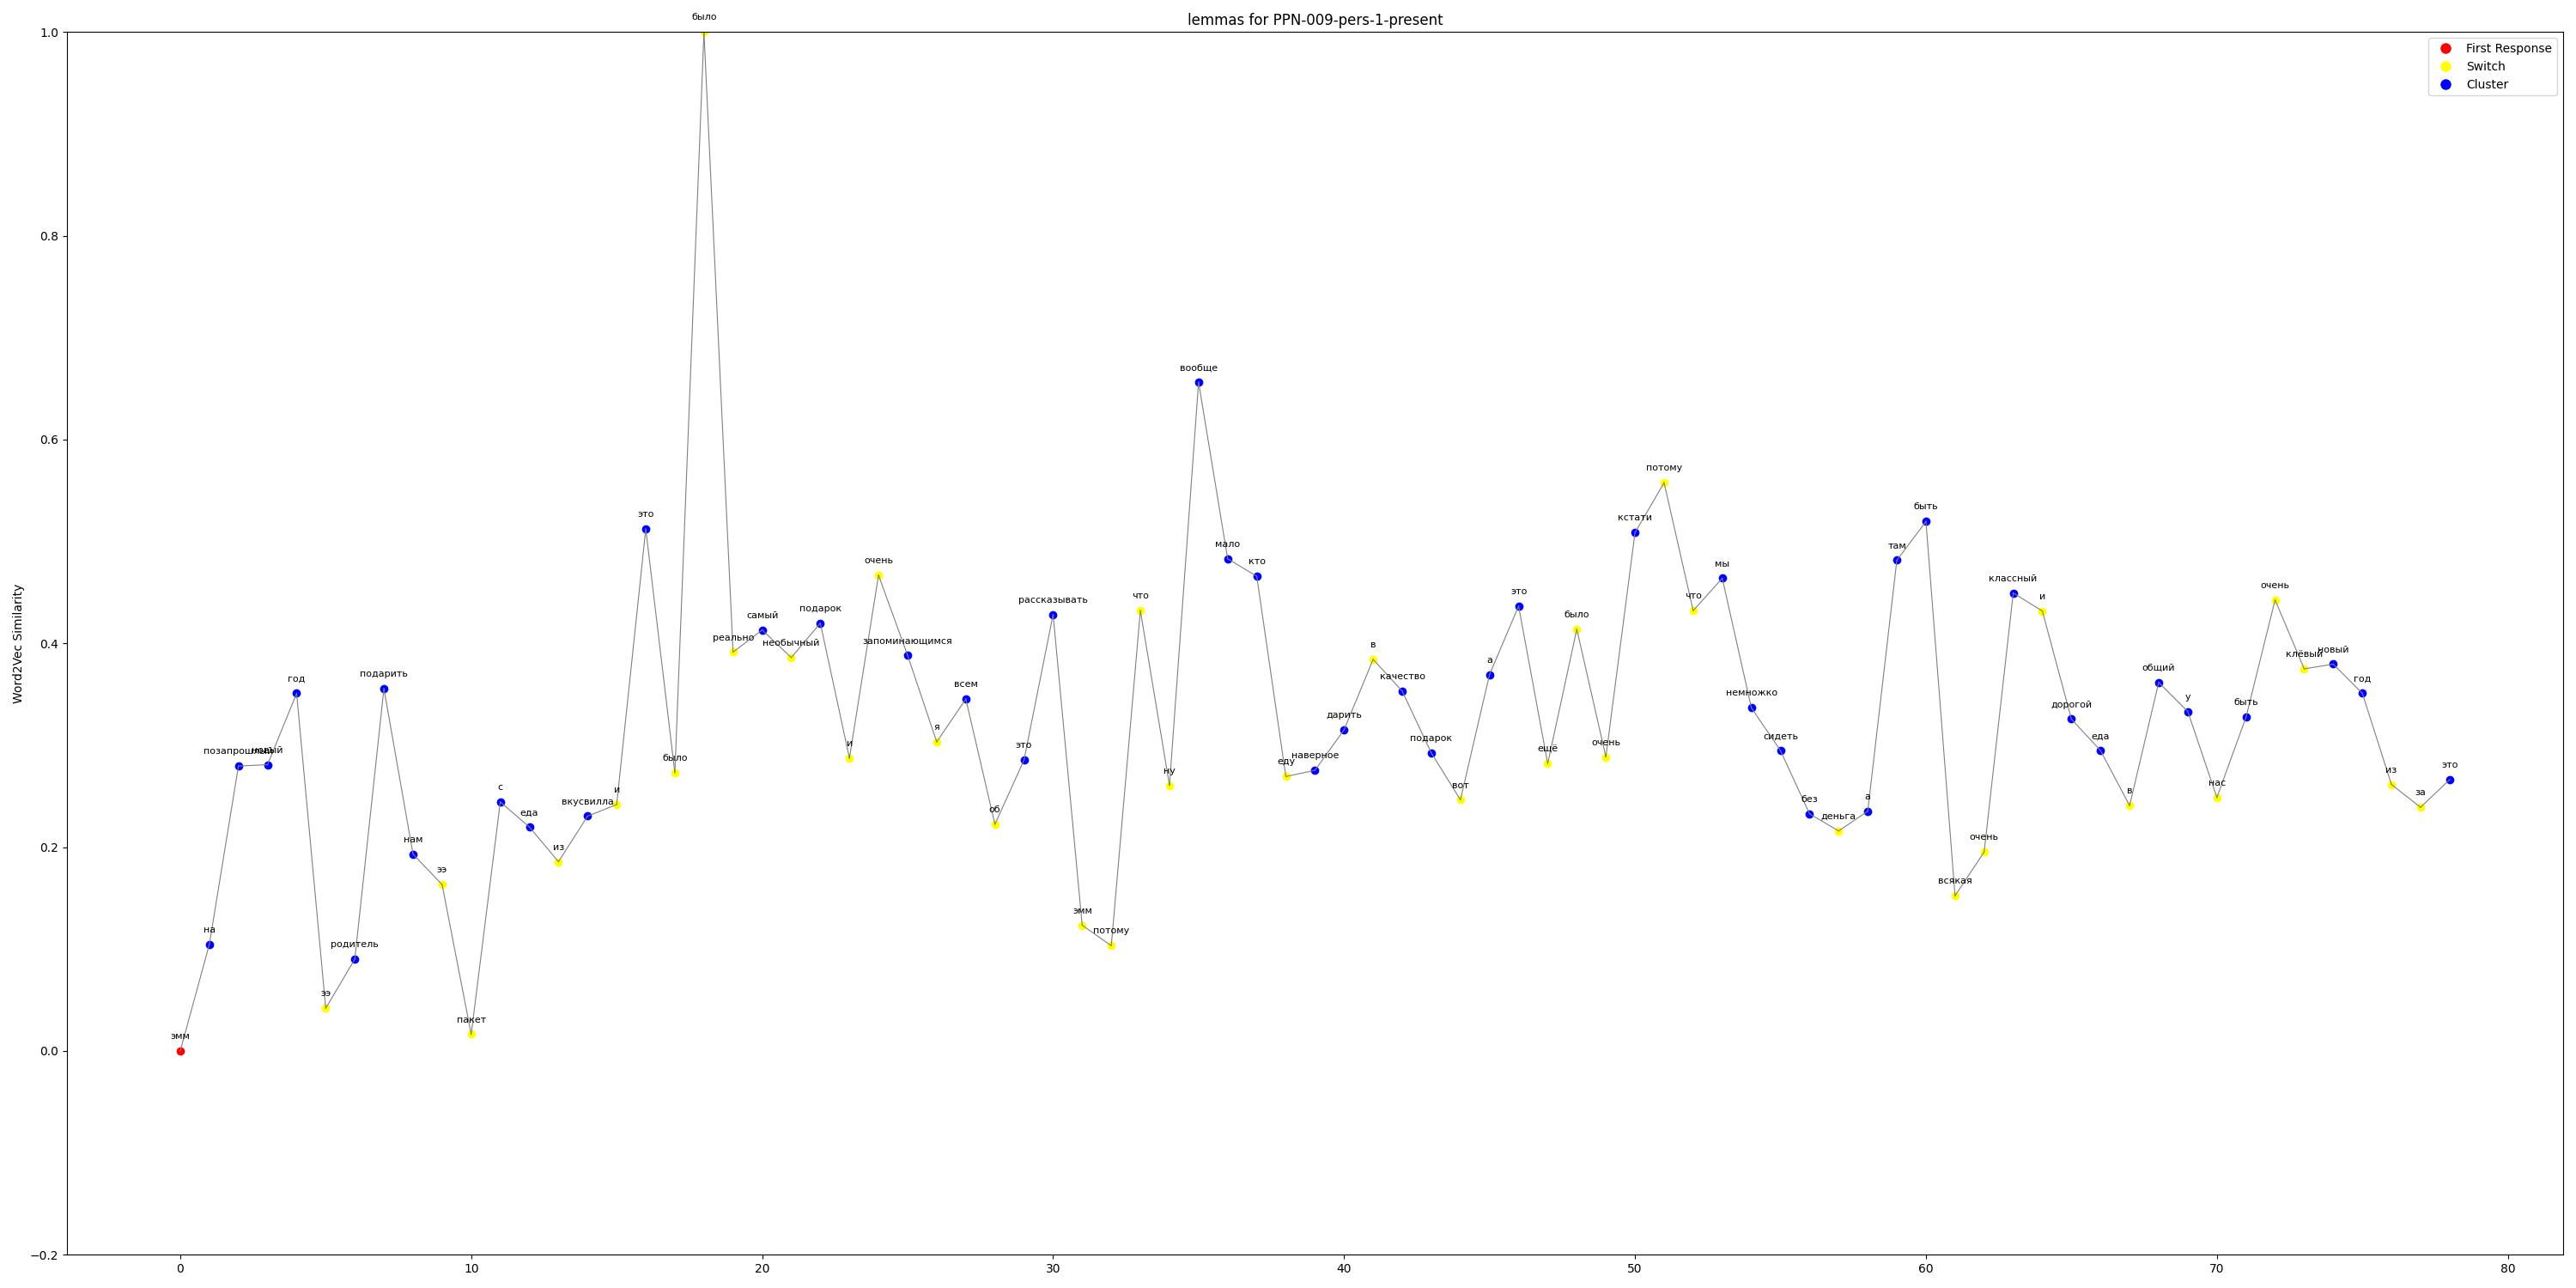 lemmas for PPN-009-pers-1-present
First Response
Switch
Cluster
Word2Vec Similarity
1.0
0.8
0.6
0.4
0.2
0.0
−0.2
0
10
20
30
40
50
60
70
80
эмм
на
позапрошлый
новый
год
ээ
родитель
подарить
нам
ээ
пакет
с
еда
из
вкусвилла
и
это
было
было
реально
самый
необычный
подарок
и
очень
запоминающимся
я
всем
об
это
рассказывать
эмм
потому
что
ну
вообще
мало
кто
еду
наверное
дарить
в
качество
подарок
вот
а
это
ещё
было
очень
кстати
потому
что
мы
немножко
сидеть
без
деньга
а
там
быть
всякая
очень
классный
и
дорогой
еда
в
общий
у
нас
быть
очень
клёвый
новый
год
из
за
это